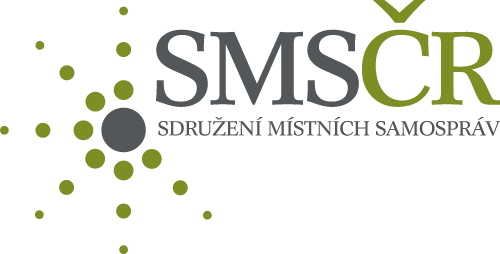 SMSČR
SDRUŽENÍ MÍSTNÍCH SAMOSPRÁV